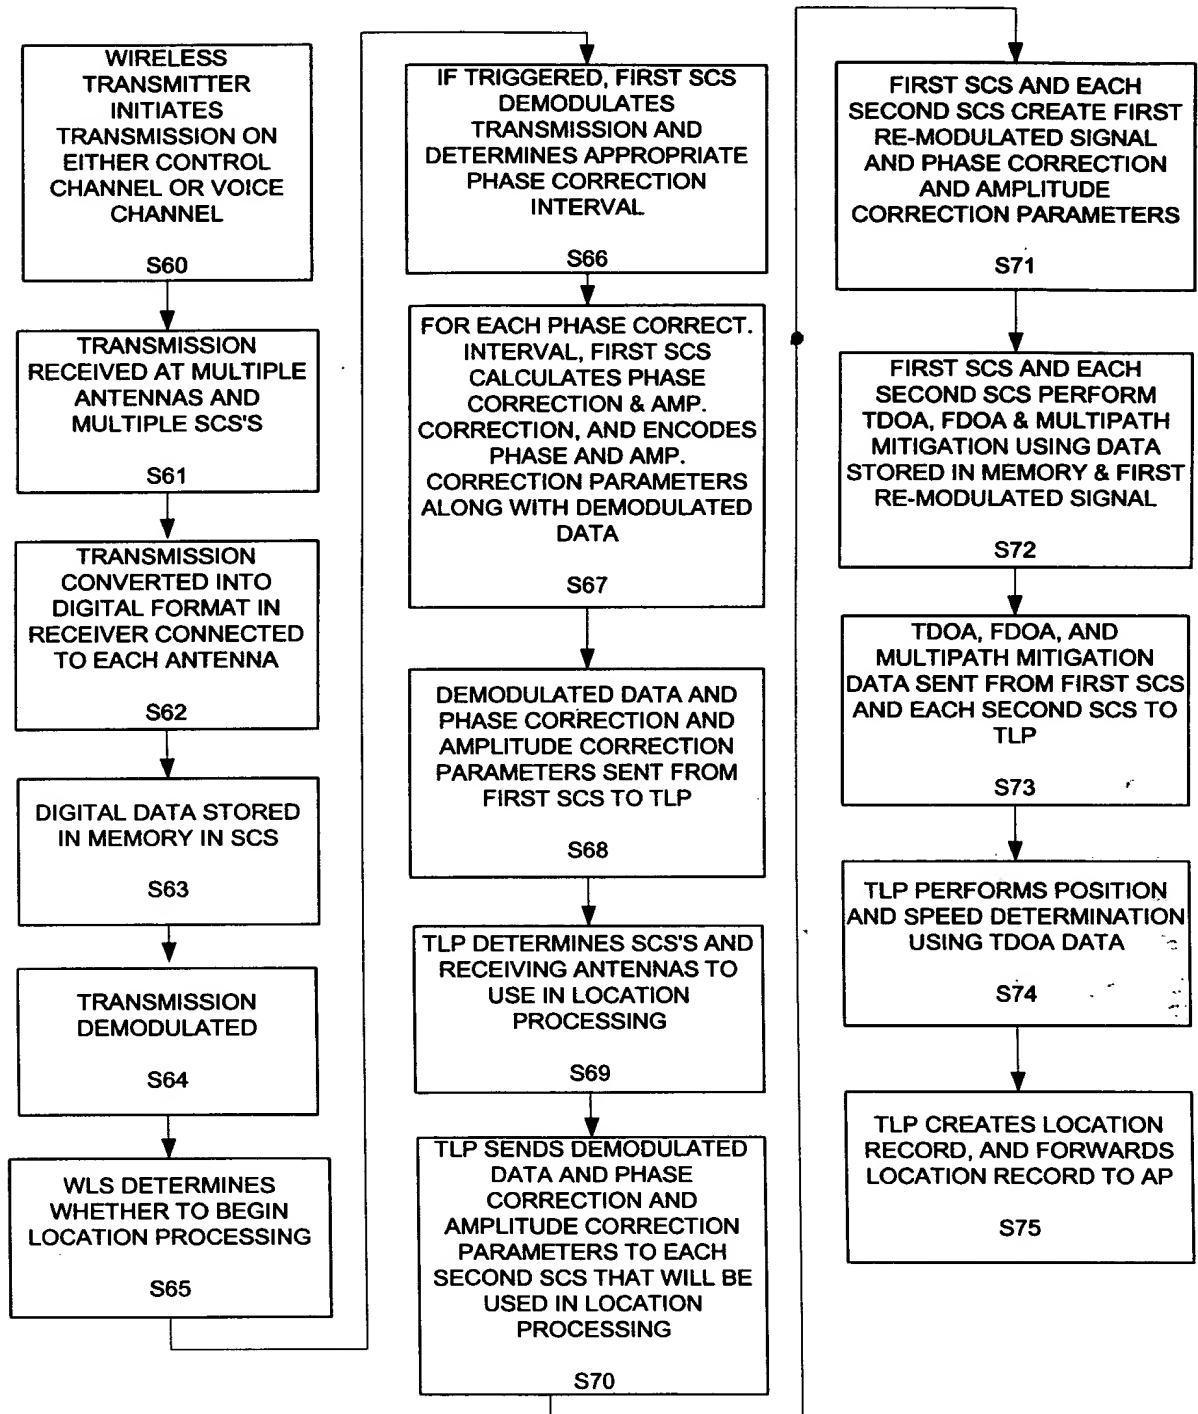 WIRELESS
TRANSMITTER
INITIATES
TRANSMISSION ON
EITHER CONTROL
CHANNEL OR VOICE
CHANNEL
S60
TRANSMISSION
RECEIVED AT MULTIPLE
ANTENNAS AND
MULTIPLE SCS'S
S61
TRANSMISSION
CONVERTED INTO
DIGITAL FORMAT IN
RECEIVER CONNECTED
TO EACH ANTENNA
S62
DIGITAL DATA STORED
IN MEMORY IN SCS
S63
TRANSMISSION
DEMODULATED
S64
WLS DETERMINES
WHETHER TO BEGIN
LOCATION PROCESSING
S65
IF TRIGGERED, FIRST SCS
DEMODULATES
TRANSMISSION AND
DETERMINES APPROPRIATE
PHASE CORRECTION
INTERVAL
S66
FOR EACH PHASE CORRECT.
INTERVAL, FIRST SCS
CALCULATES PHASE
CORRECTION & AMP.
CORRECTION, AND ENCODES
PHASE AND AMP.
CORRECTION PARAMETERS
ALONG WITH DEMODULATED
DATA
S67
DEMODULATED DATA AND
PHASE CORRECTION AND
AMPLITUDE CORRECTION
PARAMETERS SENT FROM
FIRST SCS TO TLP
S68
TLP DETERMINES SCS'S AND
RECEIVING ANTENNAS TO
USE IN LOCATION
PROCESSING
S69
TLP SENDS DEMODULATED
DATA AND PHASE
CORRECTION AND
AMPLITUDE CORRECTION
PARAMETERS TO EACH
SECOND SCS THAT WILL BE
USED IN LOCATION
PROCESSING
S70
FIRST SCS AND EACH
SECOND SCS CREATE FIRST
RE-MODULATED SIGNAL
AND PHASE CORRECTION
AND AMPLITUDE
CORRECTION PARAMETERS
S71
FIRST SCS AND EACH
SECOND SCS PERFORM
TDOA, FDOA & MULTIPATH
MITIGATION USING DATA
STORED IN MEMORY & FIRST
RE-MODULATED SIGNAL
S72
TDOA, FDOA, AND
MULTIPATH MITIGATION
DATA SENT FROM FIRST SCS
AND EACH SECOND SCS TO
TLP
S73
TLP PERFORMS POSITION
AND SPEED DETERMINATION
USING TDOA DATA
S74
TLP CREATES LOCATION
RECORD, AND FORWARDS
LOCATION RECORD TO AP
S75